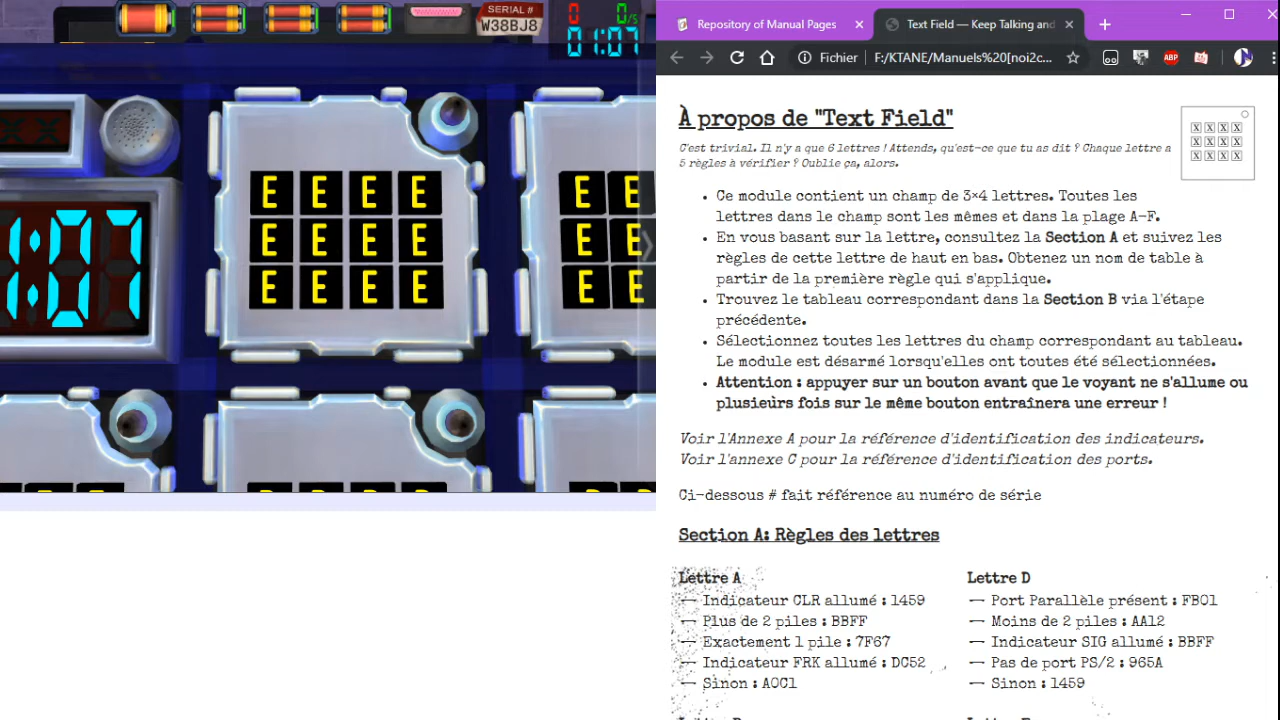 SERIAL #
W38BJ8
0 0/5
01:07
1:07
E E E E
E E E E
E E E E
E E
E E
E E
Repository of Manual Pages
Text Field — Keep Talking and
Fichier F:/KTANE/Manuels%20[noi2c...
ABP
À propos de "Text Field"
C'est trivial. Il n'y a que 6 lettres ! Attends, qu'est-ce que tu as dit ? Chaque lettre a
5 règles à vérifier ? Oublie ça, alors.
X X X X
X X X X
X X X X
• Ce module contient un champ de 3×4 lettres. Toutes les
lettres dans le champ sont les mêmes et dans la plage A-F.
• En vous basant sur la lettre, consultez la Section A et suivez les
règles de cette lettre de haut en bas. Obtenez un nom de table à
partir de la première règle qui s'applique.
• Trouvez le tableau correspondant dans la Section B via l'étape
précédente.
• Sélectionnez toutes les lettres du champ correspondant au tableau.
Le module est désarmé lorsqu'elles ont toutes été sélectionnées.
• Attention : appuyer sur un bouton avant que le voyant ne s'allume ou
plusieurs fois sur le même bouton entraînera une erreur !
Voir l'Annexe A pour la référence d'identification des indicateurs.
Voir l'annexe C pour la référence d'identification des ports.
Ci-dessous # fait référence au numéro de série
Section A: Règles des lettres
Lettre A
— Indicateur CLR allumé : 1459
— Plus de 2 piles : BBFF
— Exactement 1 pile : 7F67
— Indicateur FRK allumé : DC52
— Sinon : A0C1
Lettre D
— Port Parallèle présent : FB01
— Moins de 2 piles : AA12
— Indicateur SIG allumé : BBFF
— Pas de port PS/2 : 965A
— Sinon : 1459